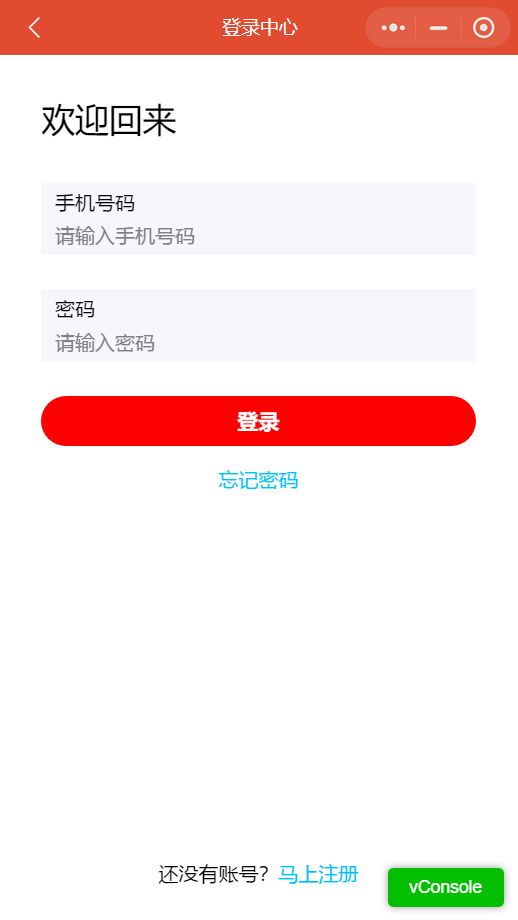 登录中心
欢迎回来
手机号码
请输入手机号码
密码
请输入密码
登录
忘记密码
还没有账号？马上注册
vConsole